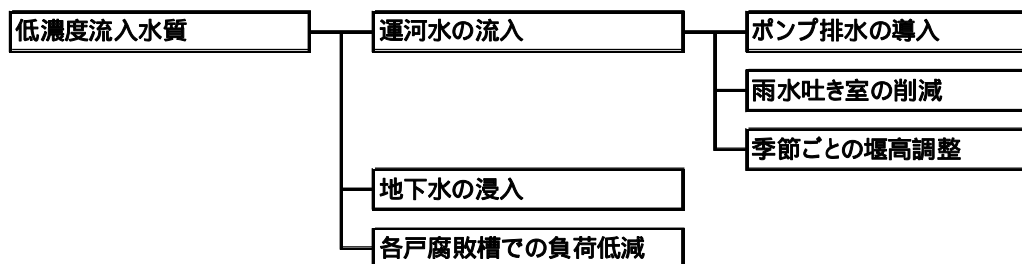 低濃度流入水質
運河水の流入
ポンプ排水の導入
雨水吐き室の削減
季節ごとの堰高調整
地下水の浸入
各戸腐敗槽での負荷低減